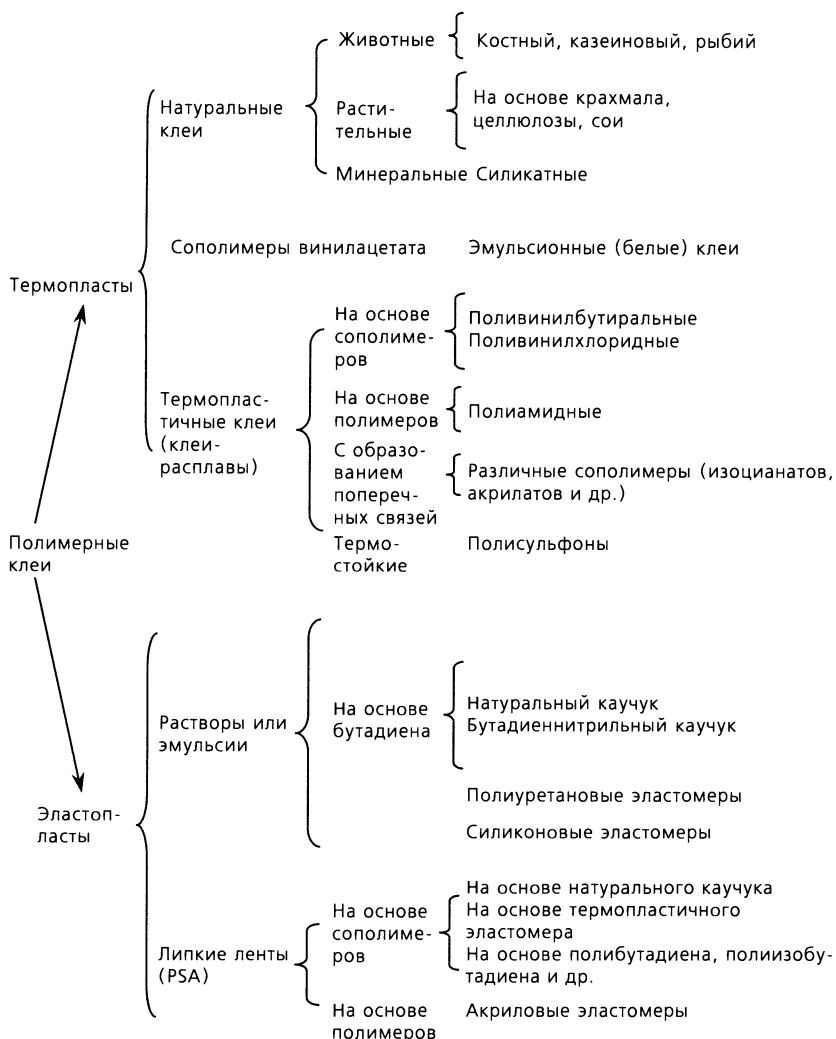 Животные
Костный, казеиновый, рыбий
Натуральные
клеи
Расти-
тельные
На основе крахмала,
целлюлозы, сои
Минеральные Силикатные
Сополимеры винилацетата
Эмульсионные (белые) клеи
Термопласты
На основе
сополиме-
ров
Поливинилбутиральные
Поливинилхлоридные
Термоплас-
тичные клеи
(клеи-
расплавы)
На основе
полимеров
Полиамидные
С образо-
ванием
попереч-
ных связей
Различные сополимеры (изоцианатов,
акрилатов и др.)
Термо-
стойкие
Полисульфоны
Полимерные
клеи
Растворы или
эмульсии
На основе
бутадиена
Натуральный каучук
Бутадиеннитрильный каучук
Полиуретановые эластомеры
Силиконовые эластомеры
Эластоп-
ласты
Липкие ленты
(PSA)
На основе
сополиме-
ров
На основе натурального каучука
На основе термопластичного
эластомера
На основе полибутадиена, полиизобу-
тадиена и др.
На основе
полимеров
Акриловые эластомеры